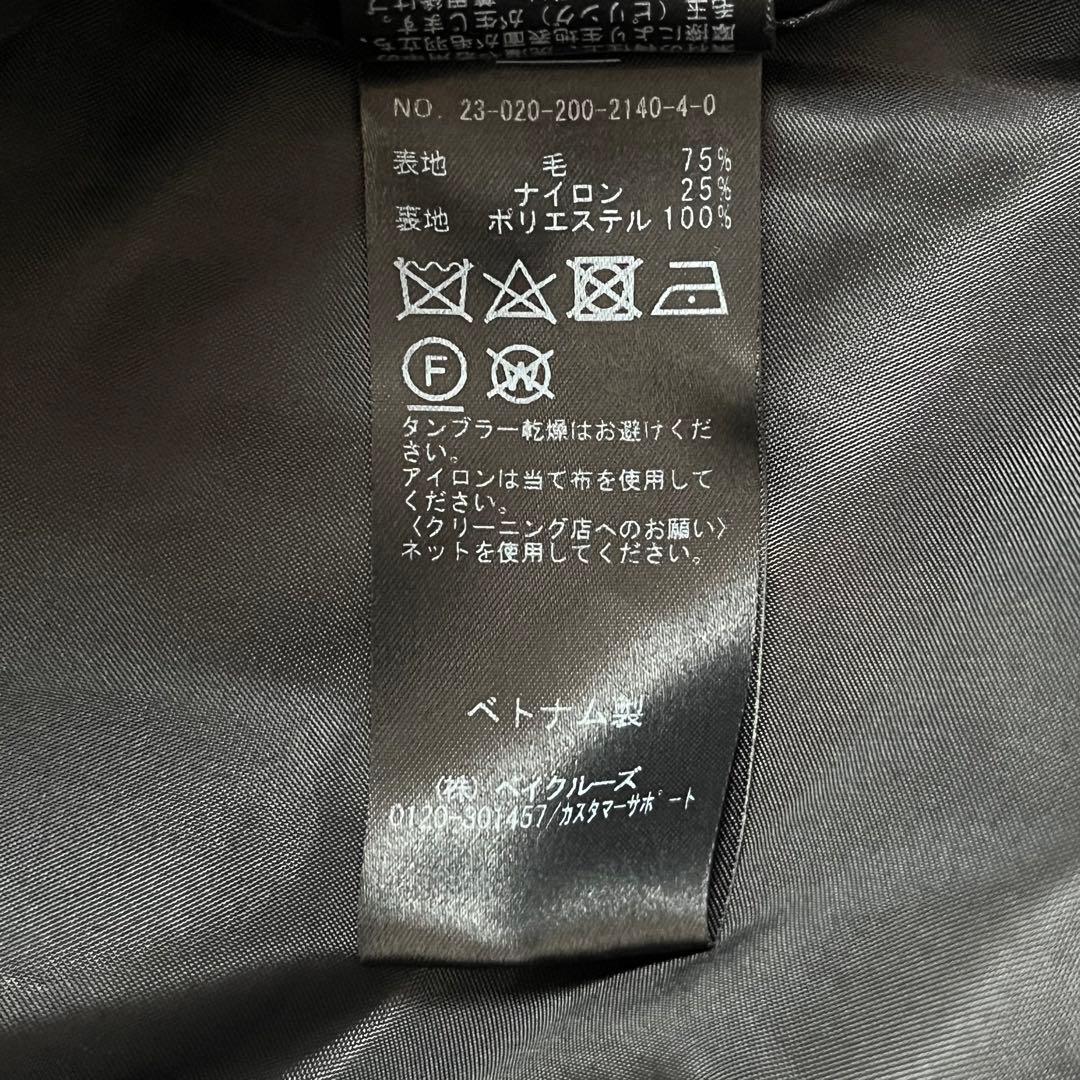 NO. 23-020-200-2140-4-0
表地 毛 75%
ナイロン 25%
裏地 ポリエステル 100%
F W
タンブラー乾燥はお避けくだ
さい。
アイロンは当て布を使用して
ください。
〈クリーニング店へのお願い〉
ネットを使用してください。
ベトナム製
(株) ベイクルーズ
0120-301457/カスタマーサポート